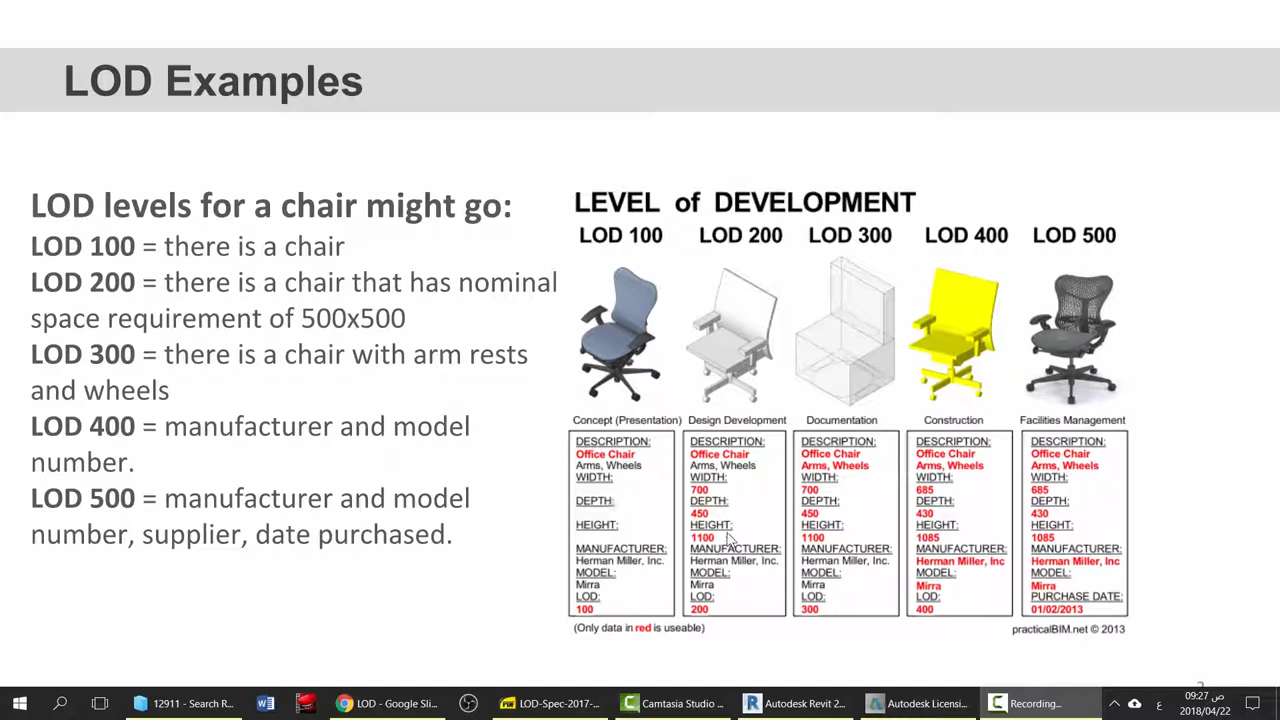 LOD Examples
LOD levels for a chair might go:
LOD 100 = there is a chair
LOD 200 = there is a chair that has nominal
space requirement of 500x500
LOD 300 = there is a chair with arm rests
and wheels
LOD 400 = manufacturer and model
number.
LOD 500 = manufacturer and model
number, supplier, date purchased.
LEVEL of DEVELOPMENT
LOD 100
LOD 200
LOD 300
LOD 400
LOD 500
Concept (Presentation)
Design Development
Documentation
Construction
Facilities Management
DESCRIPTION:
Office Chair
Arms, Wheels
WIDTH:
DEPTH:
HEIGHT:
MANUFACTURER:
Herman Miller, Inc.
MODEL:
Mirra
LOD:
100
DESCRIPTION:
Office Chair
Arms, Wheels
WIDTH:
700
DEPTH:
450
HEIGHT:
1100
MANUFACTURER:
Herman Miller, Inc.
MODEL:
Mirra
LOD:
200
DESCRIPTION:
Office Chair
Arms, Wheels
WIDTH:
700
DEPTH:
450
HEIGHT:
1100
MANUFACTURER:
Herman Miller, Inc.
MODEL:
Mirra
LOD:
300
DESCRIPTION:
Office Chair
Arms, Wheels
WIDTH:
685
DEPTH:
430
HEIGHT:
1085
MANUFACTURER:
Herman Miller, Inc
MODEL:
Mirra
LOD:
400
DESCRIPTION:
Office Chair
Arms, Wheels
WIDTH:
685
DEPTH:
430
HEIGHT:
1085
MANUFACTURER:
Herman Miller, Inc
MODEL:
Mirra
PURCHASE DATE:
01/02/2013
(Only data in red is useable)
practicalBIM.net © 2013
12911 - Search R...
LOD - Google Sli...
LOD-Spec-2017-...
Camtasia Studio ...
Autodesk Revit 2...
Autodesk Licensi...
Recording...
ع
09:27 ص
2018/04/22